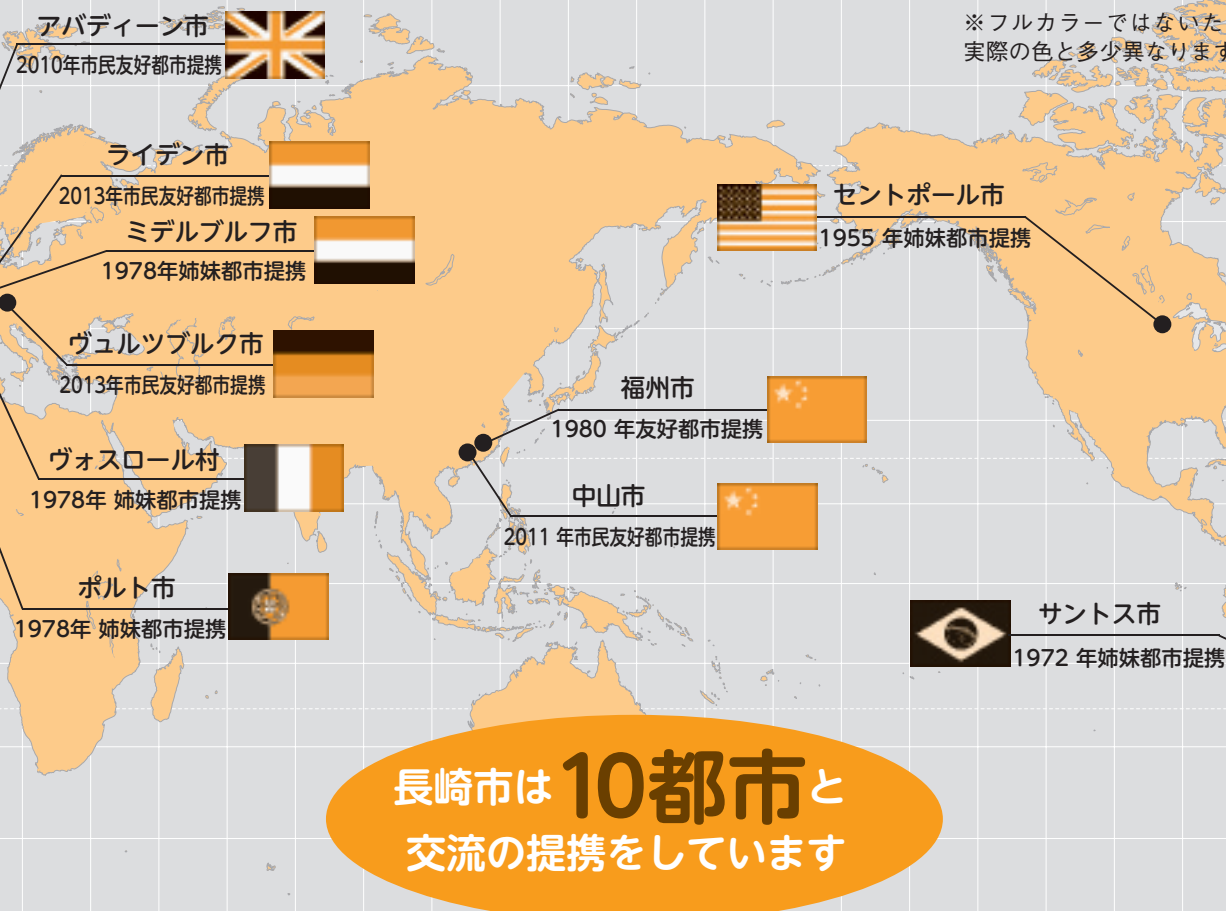 アバディーン市
2010年市民友好都市提携
※フルカラーではないた
実際の色と多少異なります
ライデン市
2013年市民友好都市提携
ミデルブルフ市
1978年姉妹都市提携
セントポール市
1955 年姉妹都市提携
ヴュルツブルク市
2013年市民友好都市提携
福州市
1980 年友好都市提携
ヴォスロール村
1978年 姉妹都市提携
中山市
2011 年市民友好都市提携
ポルト市
1978年 姉妹都市提携
サントス市
1972 年姉妹都市提携
長崎市は10都市と
交流の提携をしています